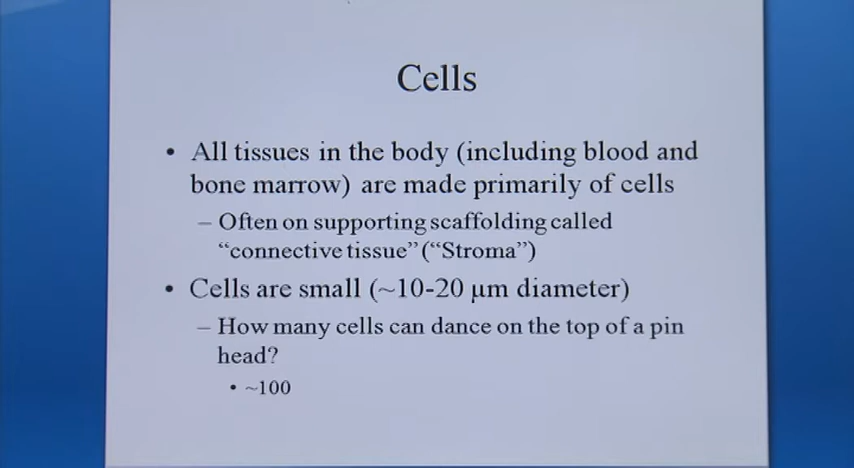 Cells
• All tissues in the body (including blood and
bone marrow) are made primarily of cells
– Often on supporting scaffolding called
“connective tissue” (“Stroma”)
• Cells are small (~10-20 μm diameter)
– How many cells can dance on the top of a pin
head?
• ~100